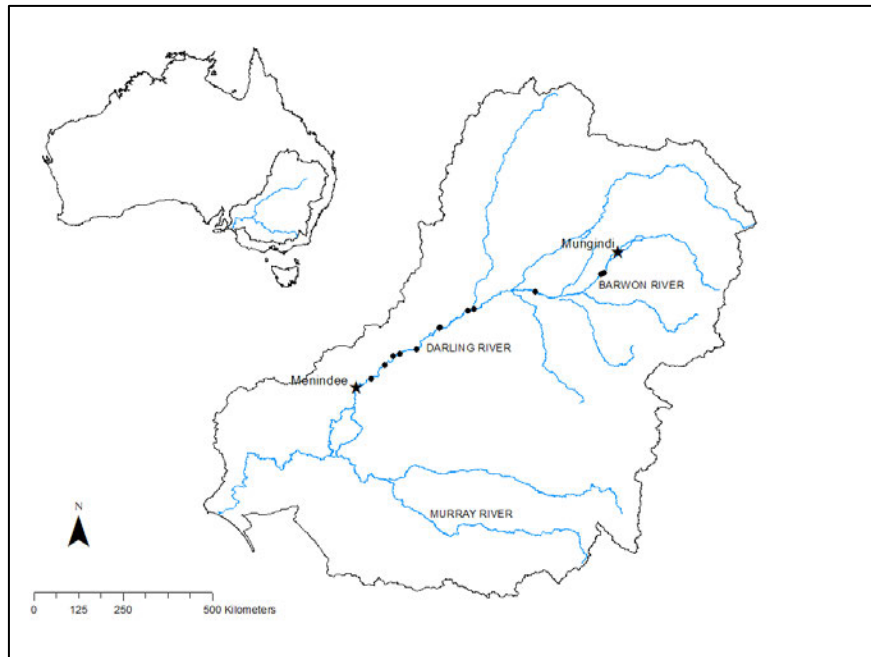 Mungindi
BARWON RIVER
DARLING RIVER
Menindee
MURRAY RIVER
N
0 125 250 500 Kilometers